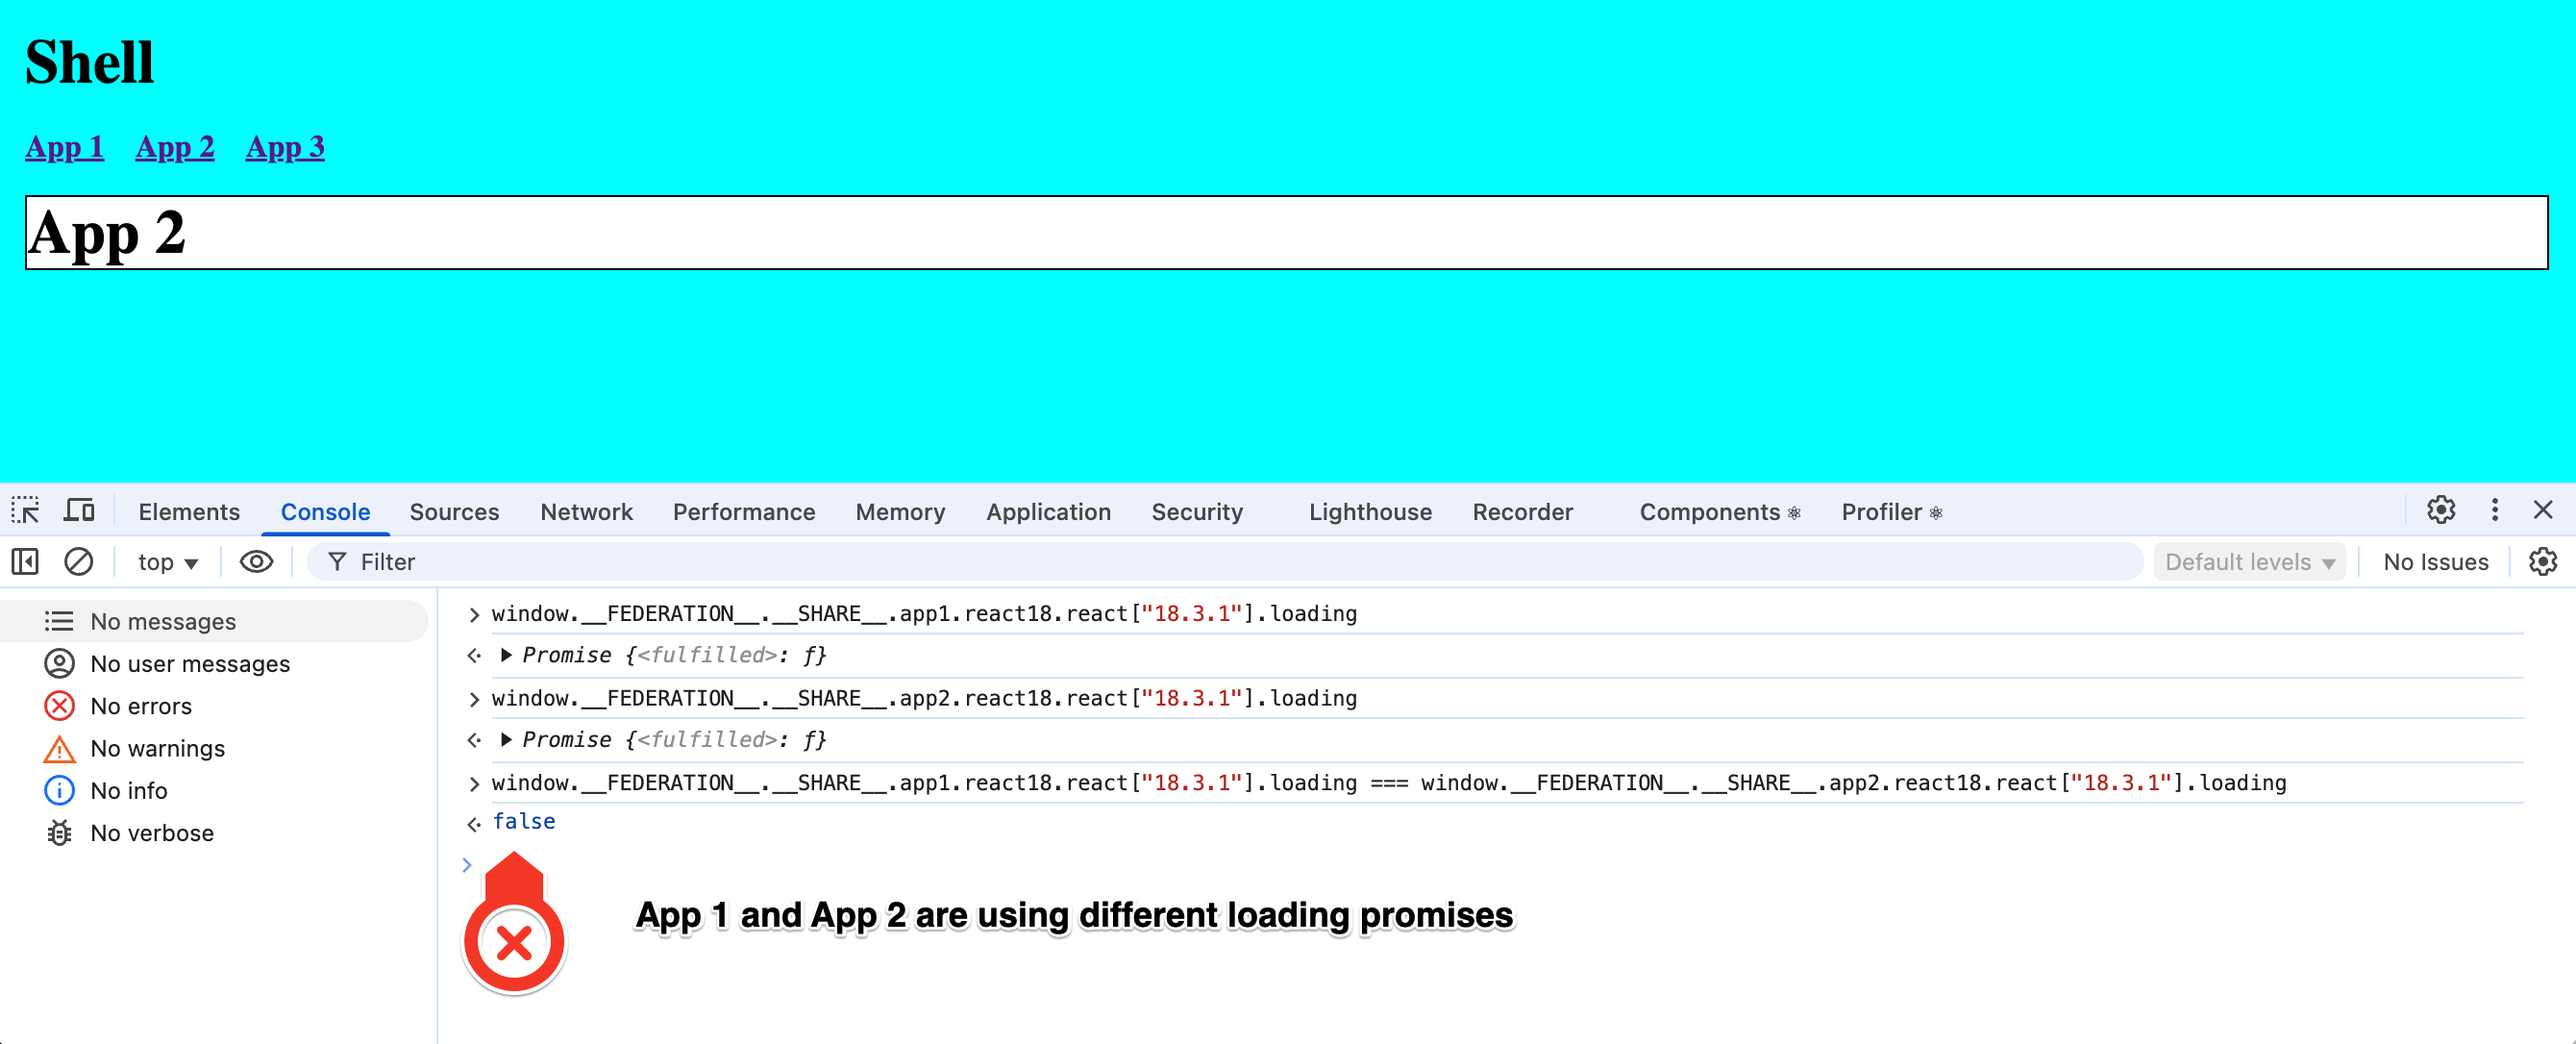 Shell
App 1 App 2 App 3
App 2
Elements Console Sources Network Performance Memory Application Security Lighthouse Recorder Components Profiler
top Filter Default levels No Issues
No messages
No user messages
No errors
No warnings
No info
No verbose
window.__FEDERATION__.__SHARE__.app1.react18.react["18.3.1"].loading
Promise {<fulfilled>: ƒ}
window.__FEDERATION__.__SHARE__.app2.react18.react["18.3.1"].loading
Promise {<fulfilled>: ƒ}
window.__FEDERATION__.__SHARE__.app1.react18.react["18.3.1"].loading === window.__FEDERATION__.__SHARE__.app2.react18.react["18.3.1"].loading
false
App 1 and App 2 are using different loading promises